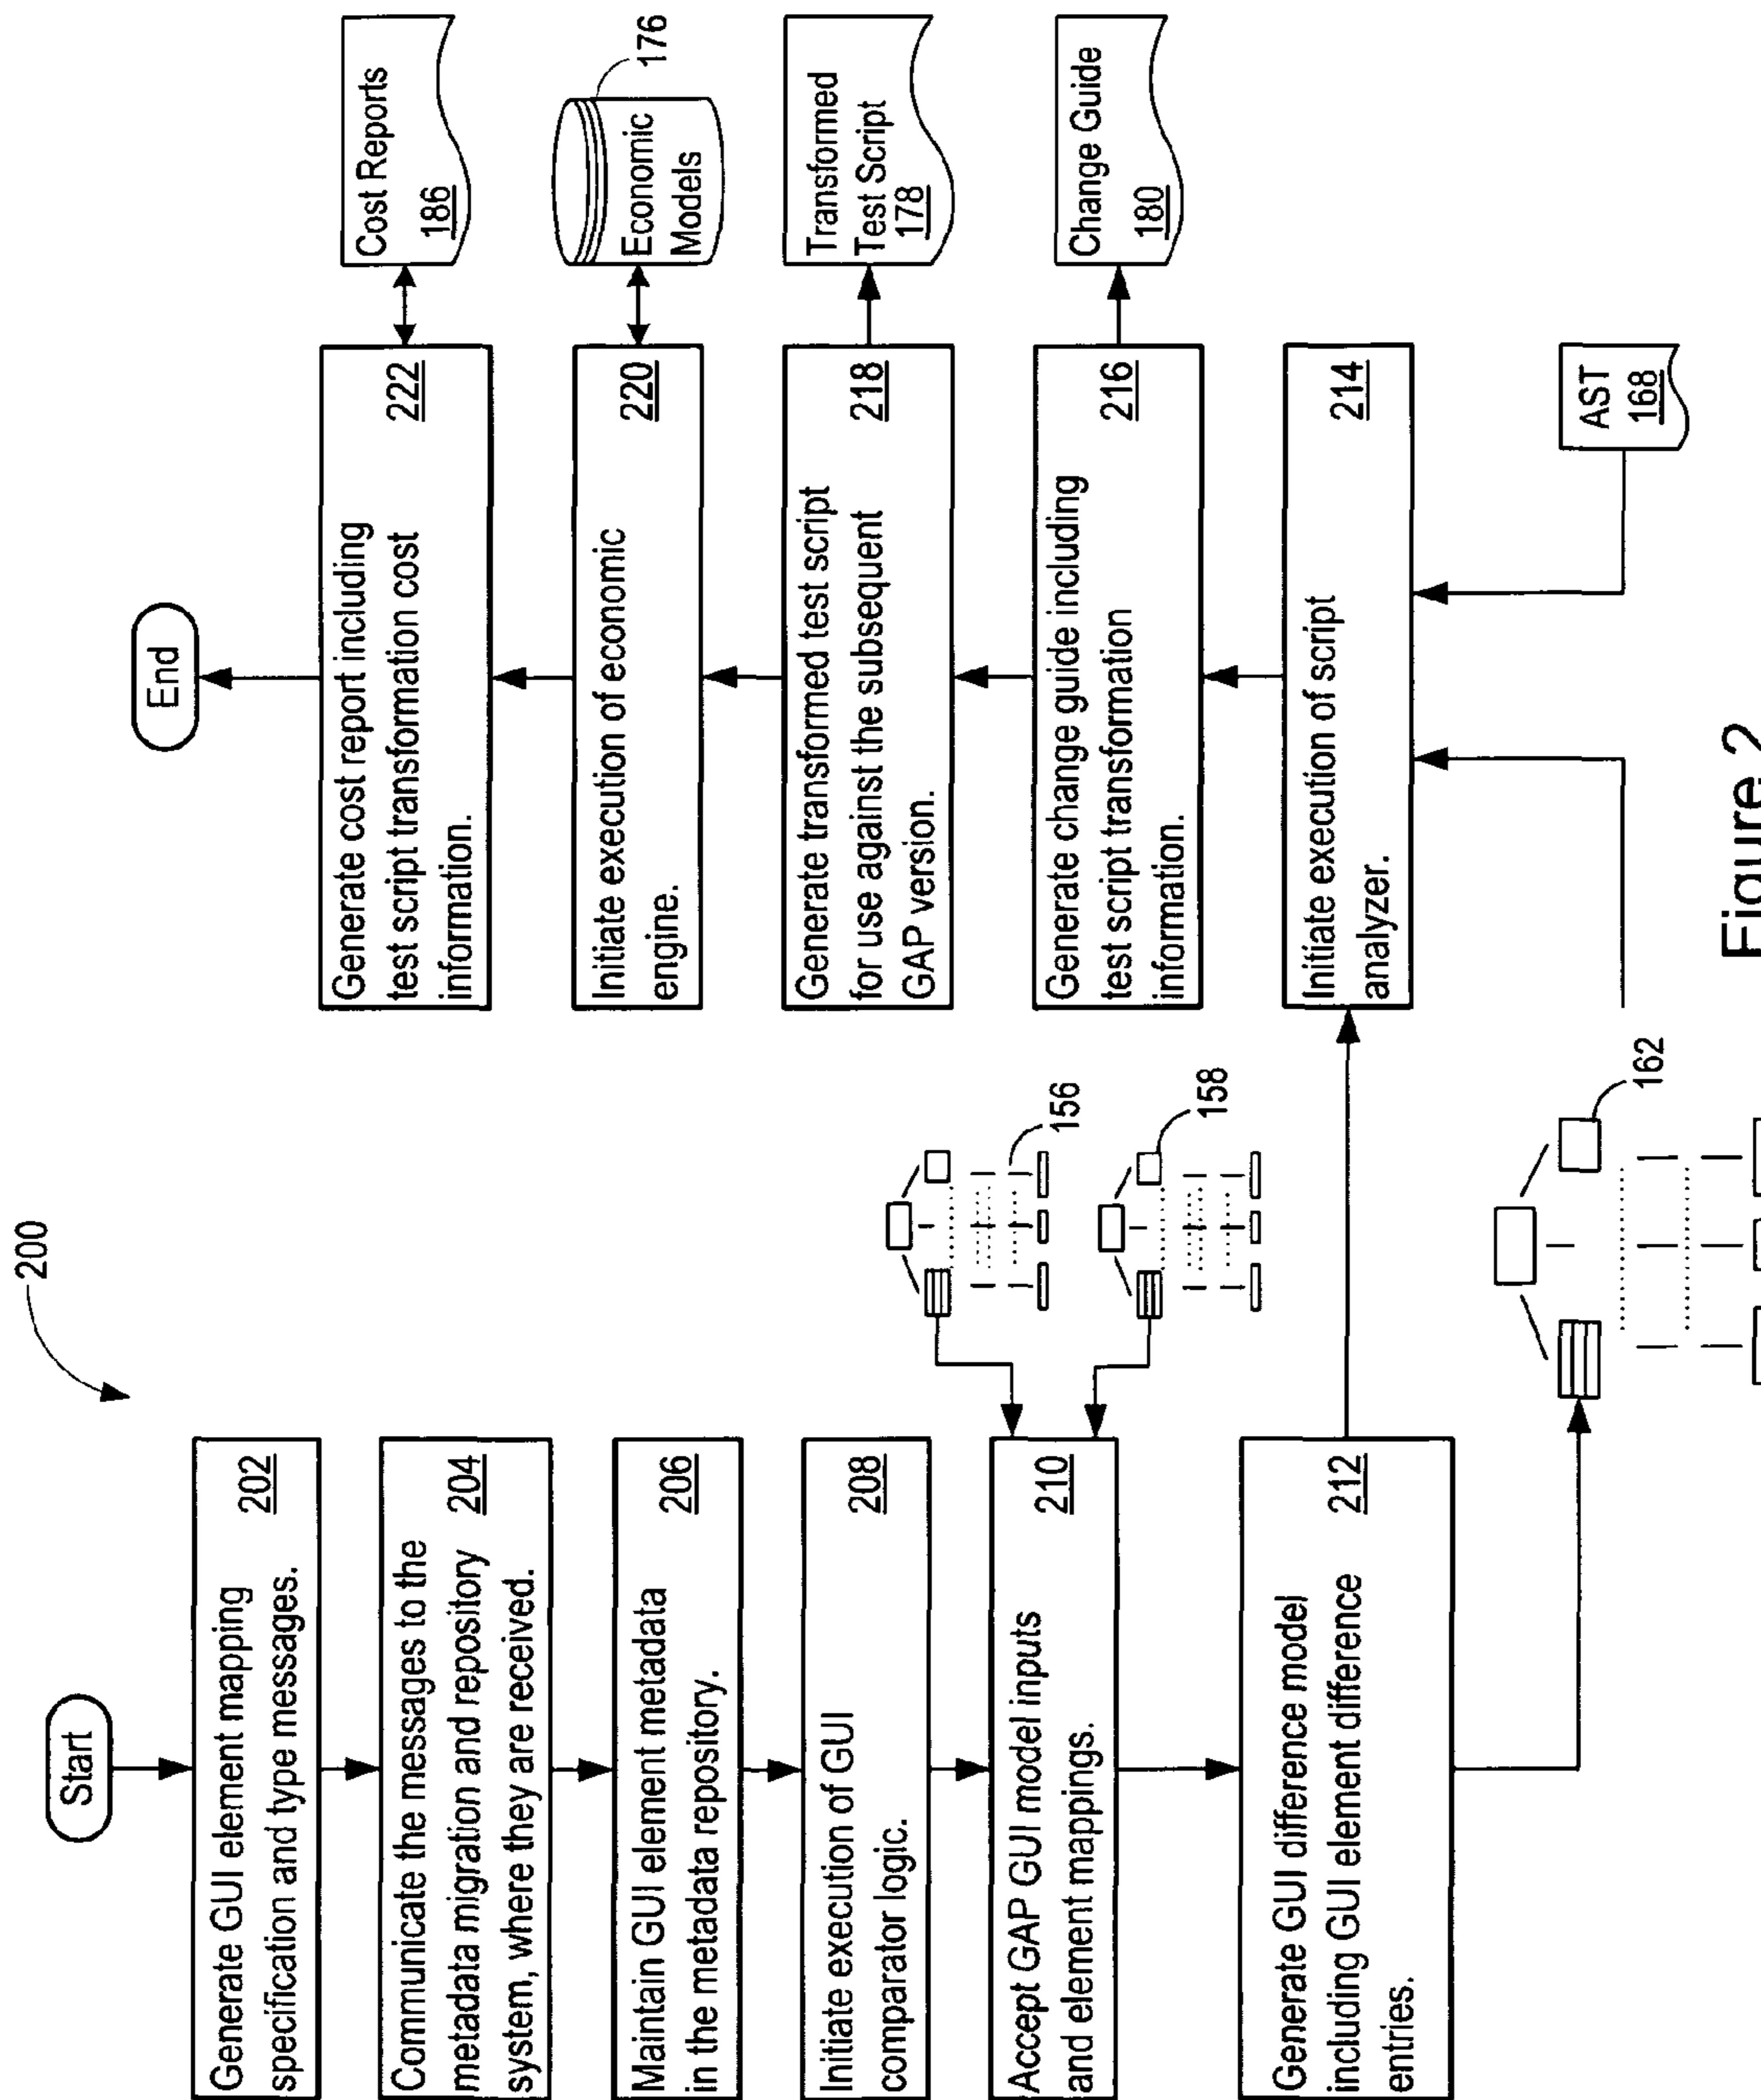 200
Start
Generate GUI element mapping
specification and type messages.
202
Communicate the messages to the
metadata migration and repository
system, where they are received.
204
Maintain GUI element metadata
in the metadata repository.
206
Initiate execution of GUI
comparator logic.
208
Accept GAP GUI model inputs
and element mappings.
210
156
158
Generate GUI difference model
including GUI element difference
entries.
212
162
End
Generate cost report including
test script transformation cost
information.
222
Cost Reports
186
Initiate execution of economic
engine.
220
Economic
Models
176
Generate transformed test script
for use against the subsequent
GAP version.
218
Transformed
Test Script
178
Generate change guide including
test script transformation
information.
216
Change Guide
180
Initiate execution of script
analyzer.
214
AST
168
Figure 2